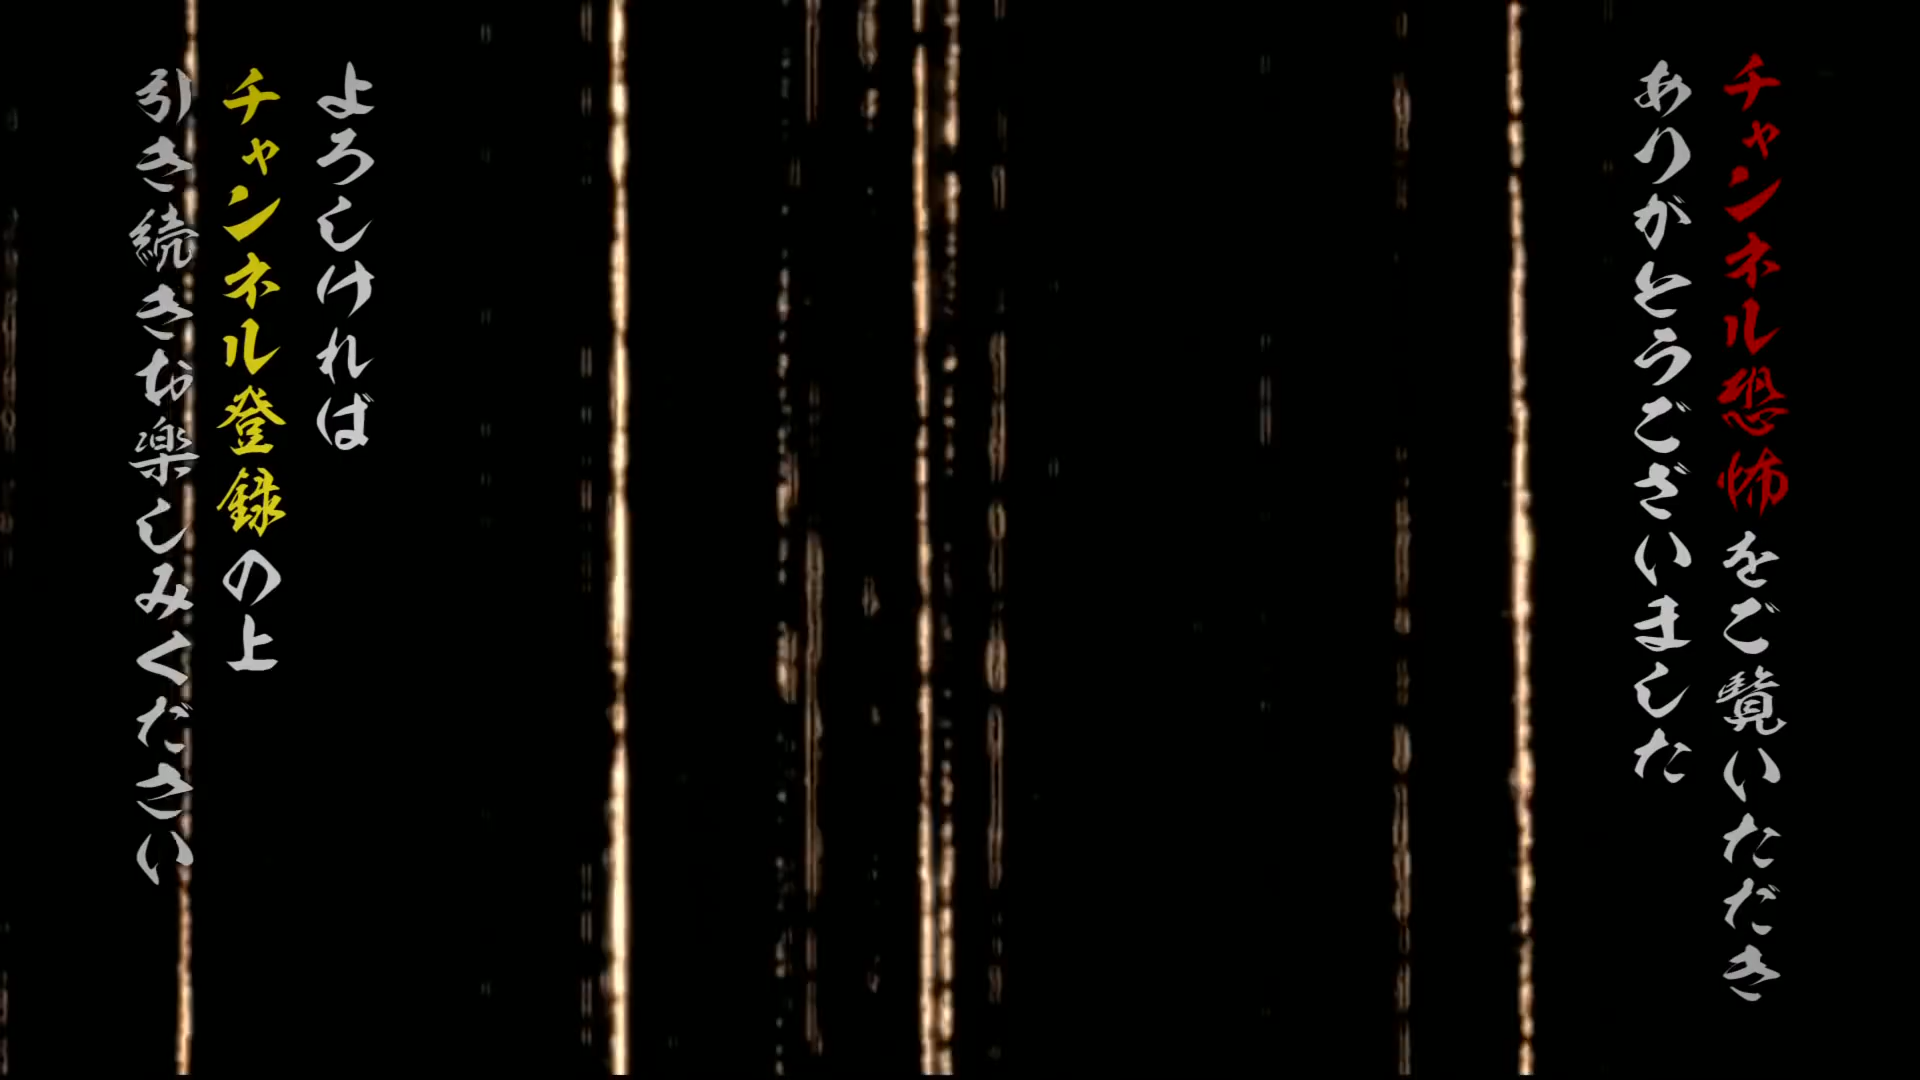 チャンネル恐怖をご覧いただき
ありがとうございました
よろしければ
チャンネル登録の上
引き続きお楽しみください